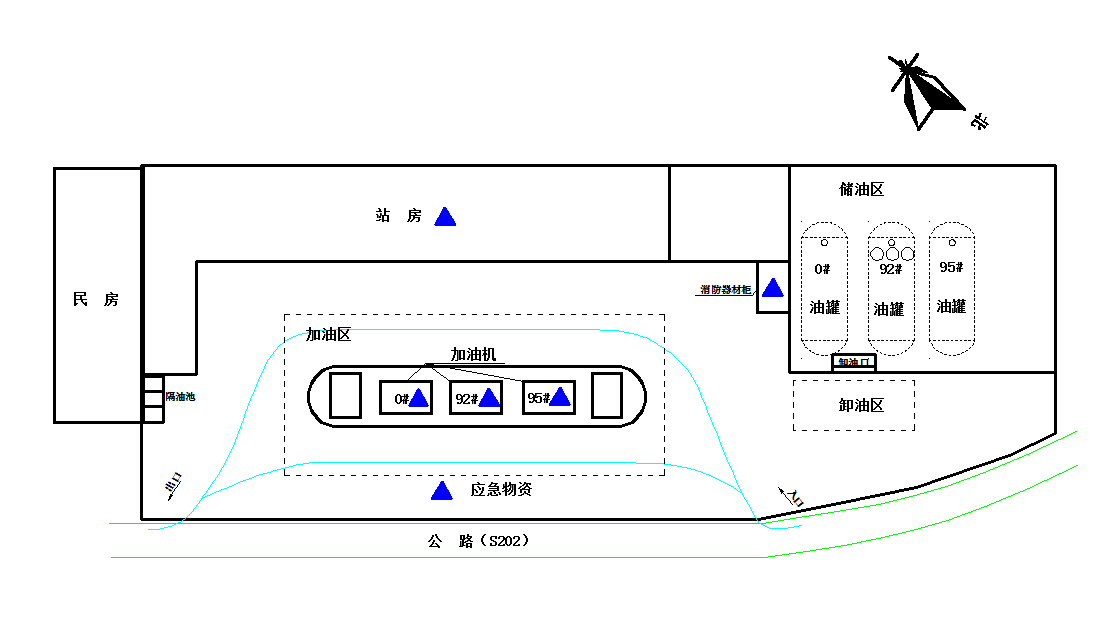 北
储油区
站 房
0#
92#
95#
民 房
消防器材柜
油罐
油罐
油罐
加油区
加油机
卸油口
0#
92#
95#
隔油池
卸油区
出口
应急物资
入口
公 路(S202)